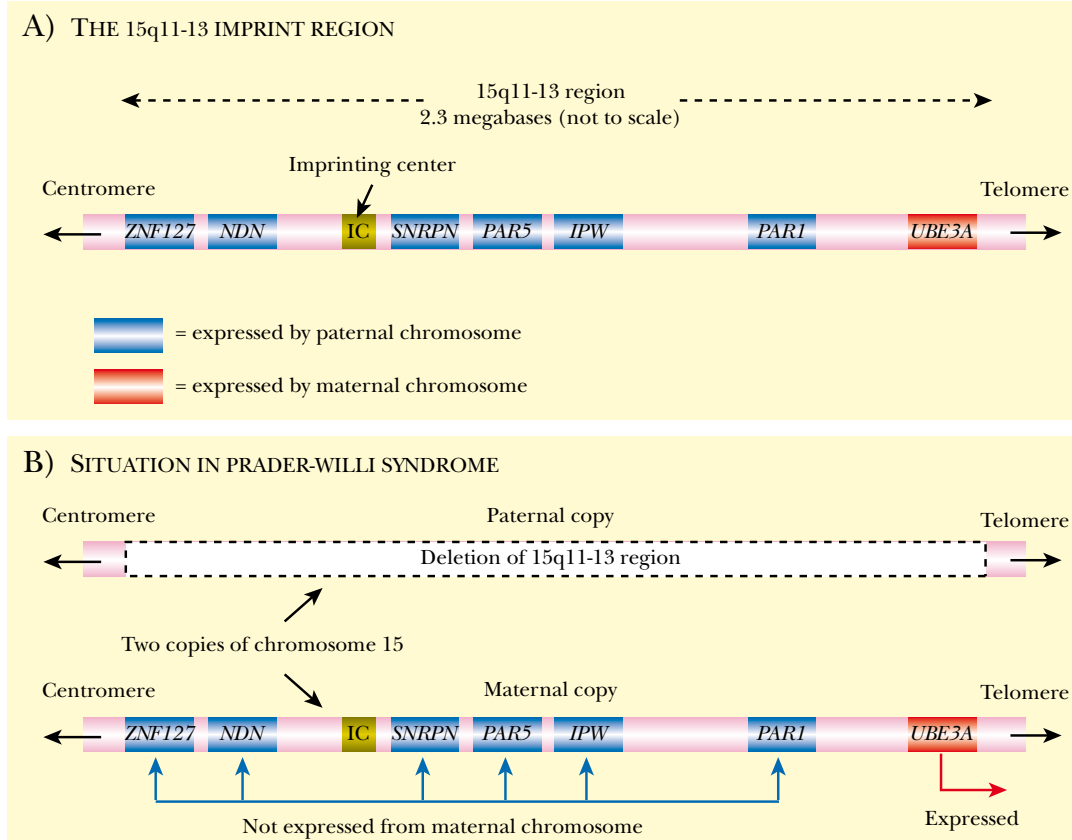 A) THE 15q11-13 IMPRINT REGION
15q11-13 region
2.3 megabases (not to scale)
Imprinting center
Centromere
Telomere
ZNF127 NDN IC SNRPN PAR5 IPW PAR1 UBE3A
= expressed by paternal chromosome
= expressed by maternal chromosome
B) SITUATION IN PRADER-WILLI SYNDROME
Centromere Paternal copy Telomere
Deletion of 15q11-13 region
Two copies of chromosome 15
Centromere Maternal copy Telomere
ZNF127 NDN IC SNRPN PAR5 IPW PAR1 UBE3A
Not expressed from maternal chromosome
Expressed